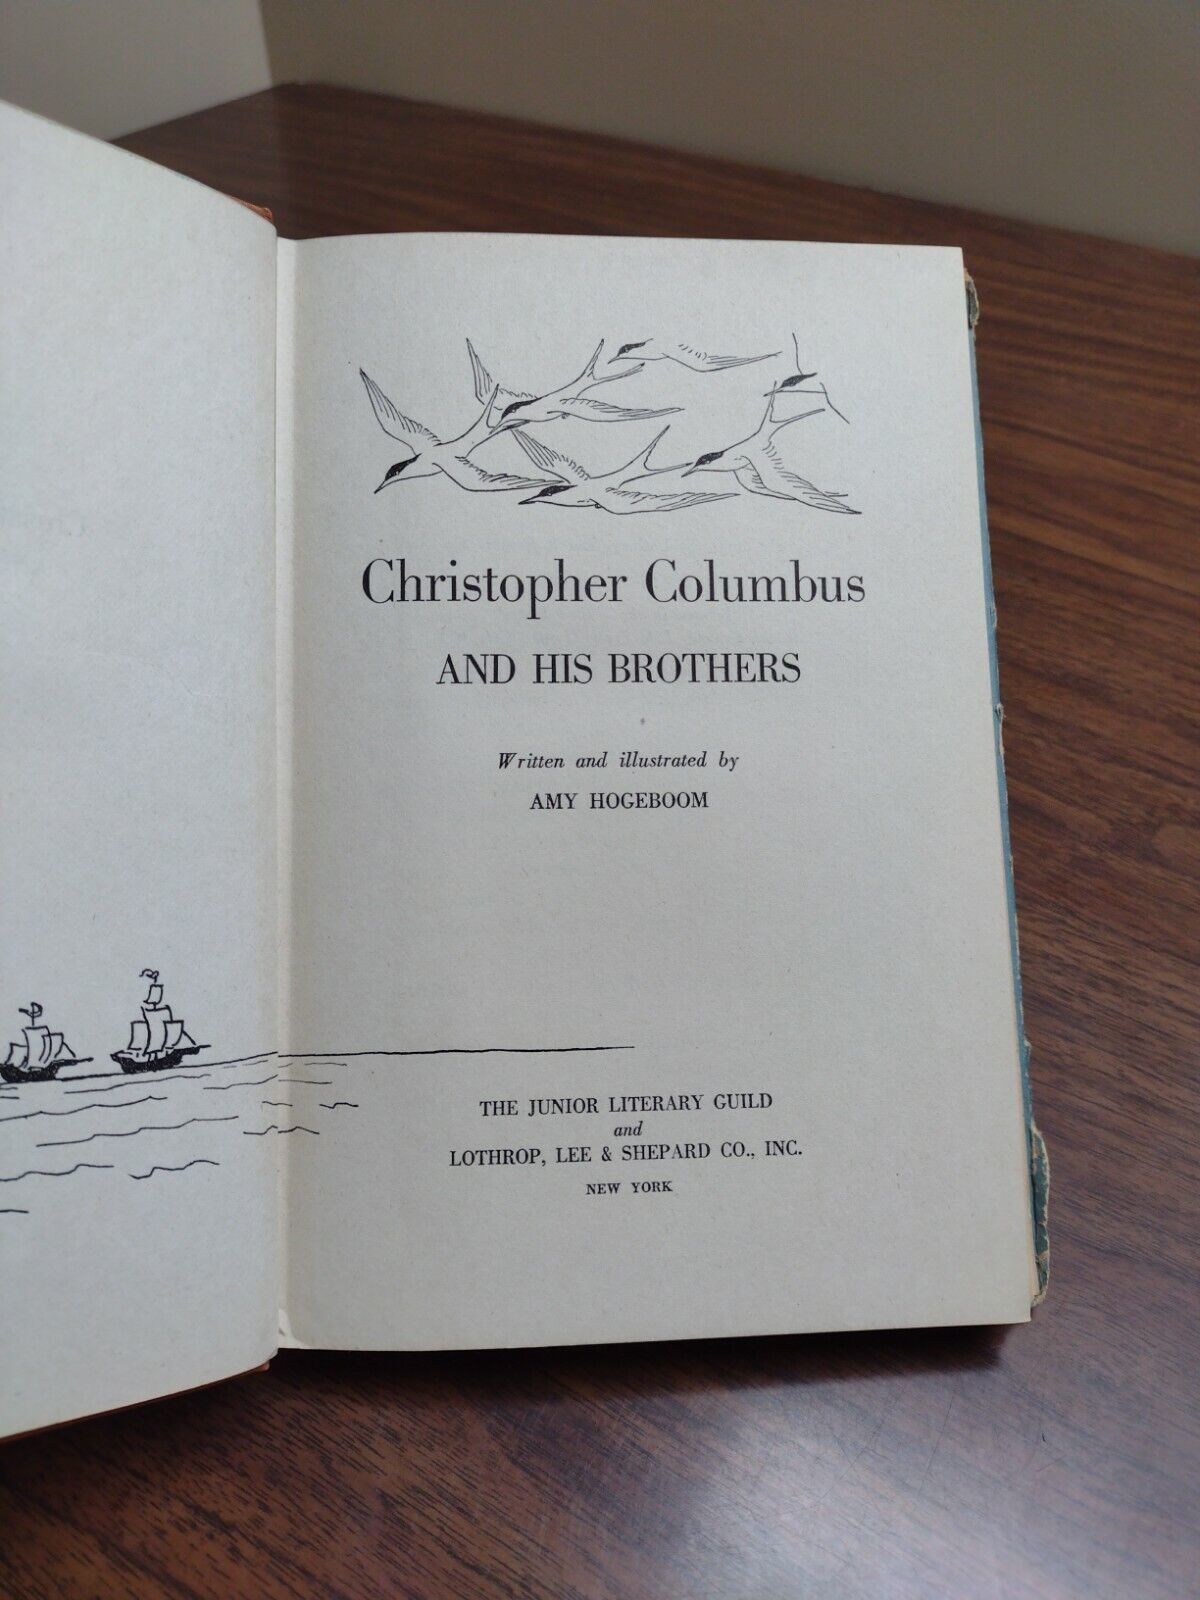 Christopher Columbus
AND HIS BROTHERS
Written and illustrated by
AMY HOGEBOOM
THE JUNIOR LITERARY GUILD
and
LOTHROP, LEE & SHEPARD CO., INC.
NEW YORK